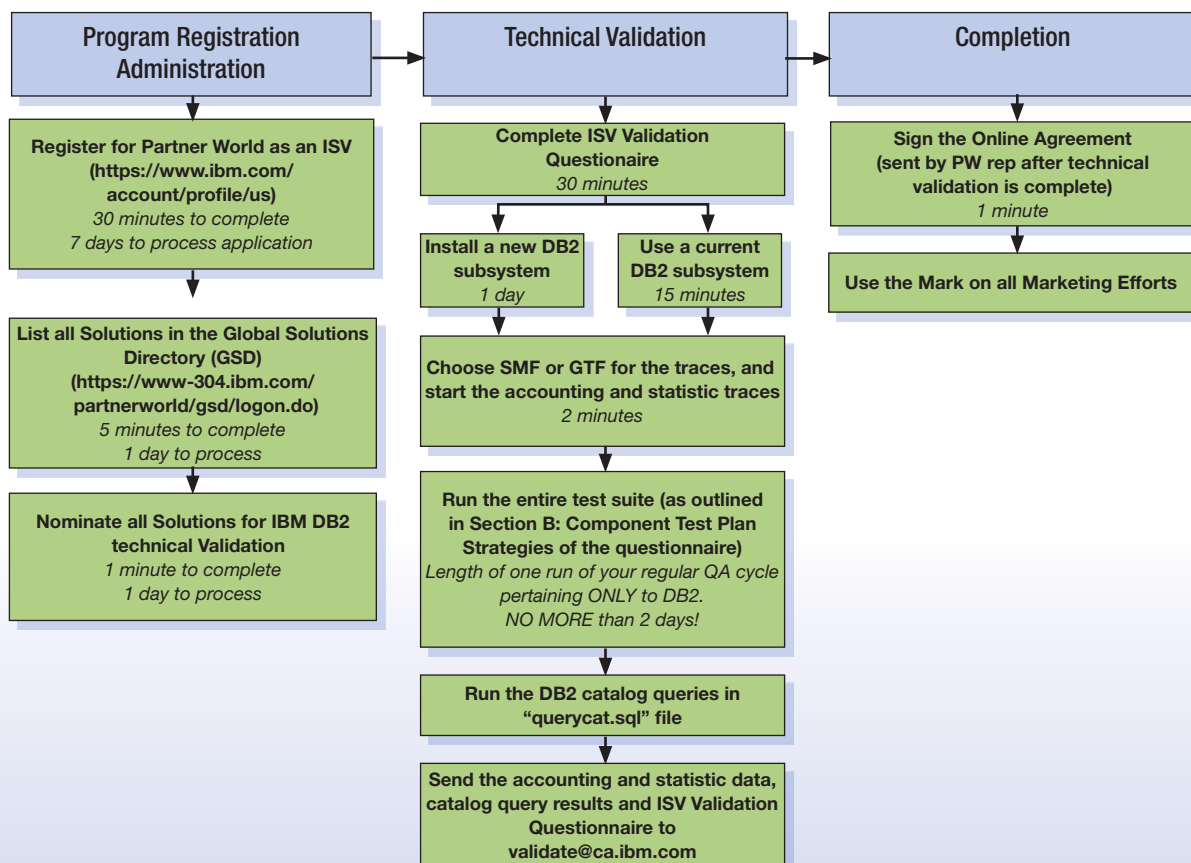 Program Registration
Administration
Register for Partner World as an ISV
(https://www.ibm.com/
account/profile/us)
30 minutes to complete
7 days to process application
List all Solutions in the Global Solutions
Directory (GSD)
(https://www-304.ibm.com/
partnerworld/gsd/logon.do)
5 minutes to complete
1 day to process
Nominate all Solutions for IBM DB2
technical Validation
1 minute to complete
1 day to process
Technical Validation
Complete ISV Validation
Questionaire
30 minutes
Install a new DB2
subsystem
1 day
Use a current
DB2 subsystem
15 minutes
Choose SMF or GTF for the traces, and
start the accounting and statistic traces
2 minutes
Run the entire test suite (as outlined
in Section B: Component Test Plan
Strategies of the questionnaire)
Length of one run of your regular QA cycle
pertaining ONLY to DB2.
NO MORE than 2 days!
Run the DB2 catalog queries in
“querycat.sql” file
Send the accounting and statistic data,
catalog query results and ISV Validation
Questionnaire to
validate@ca.ibm.com
Completion
Sign the Online Agreement
(sent by PW rep after technical
validation is complete)
1 minute
Use the Mark on all Marketing Efforts